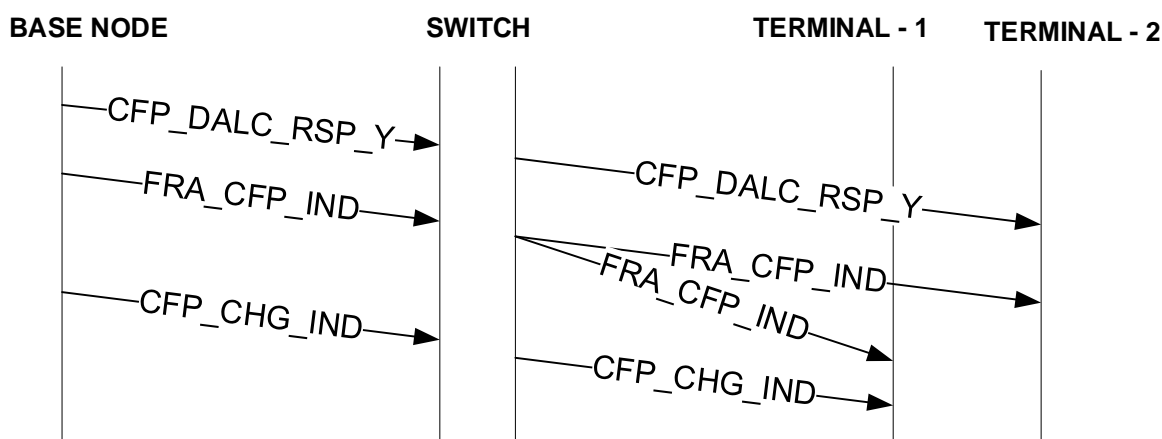 BASE NODE
SWITCH
TERMINAL - 1
TERMINAL - 2
CFP_DALC_RSP_Y
FRA_CFP_IND
CFP_CHG_IND
CFP_DALC_RSP_Y
FRA_CFP_IND
FRA_CFP_IND
CFP_CHG_IND